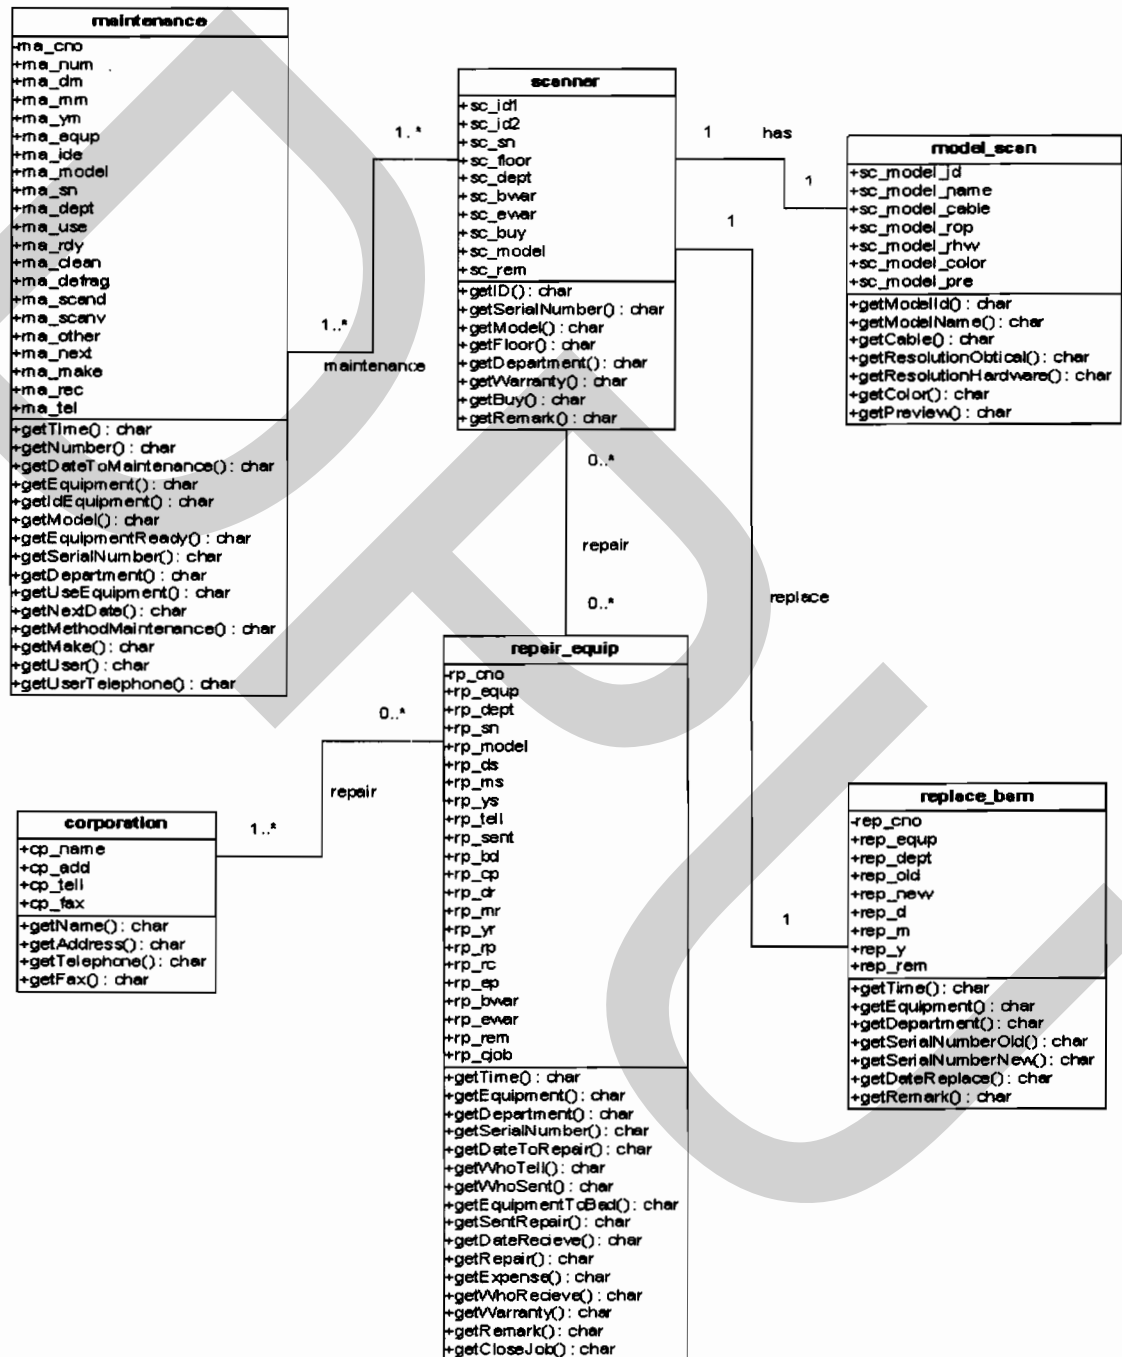 maintenance
-ma_cno
+ma_num
+ma_dm
+ma_mm
+ma_ym
+ma_equp
+ma_ide
+ma_model
+ma_sn
+ma_dept
+ma_use
+ma_rdy
+ma_clean
+ma_defrag
+ma_scand
+ma_scanv
+ma_other
+ma_next
+ma_make
+ma_rec
+ma_tel
+getTime() : char
+getNumber() : char
+getDateToMaintenance() : char
+getEquipment() : char
+getIdEquipment() : char
+getModel() : char
+getEquipmentReady() : char
+getSerialNumber() : char
+getDepartment() : char
+getUseEquipment() : char
+getNextDate() : char
+getMethodMaintenance() : char
+getMake() : char
+getUser() : char
+getUserTelephone() : char
1..*
1..*
maintenance
scanner
+sc_id1
+sc_id2
+sc_sn
+sc_floor
+sc_dept
+sc_bwar
+sc_ewar
+sc_buy
+sc_model
+sc_rem
+getID() : char
+getSerialNumber() : char
+getModel() : char
+getFloor() : char
+getDepartment() : char
+getWarranty() : char
+getBuy() : char
+getRemark() : char
1
has
1
model_scan
+sc_model_id
+sc_model_name
+sc_model_cable
+sc_model_rop
+sc_model_rhw
+sc_model_color
+sc_model_pre
+getModelId() : char
+getModelName() : char
+getCable() : char
+getResolutionObtical() : char
+getResolutionHardware() : char
+getColor() : char
+getPreview() : char
1
replace
1
0..*
repair
0..*
repair_equip
-rp_cno
+rp_equp
+rp_dept
+rp_sn
+rp_model
+rp_ds
+rp_ms
+rp_ys
+rp_tell
+rp_sent
+rp_bd
+rp_cp
+rp_dr
+rp_mr
+rp_yr
+rp_rp
+rp_rc
+rp_ep
+rp_bwar
+rp_ewar
+rp_rem
+rp_cjob
+getTime() : char
+getEquipment() : char
+getDepartment() : char
+getSerialNumber() : char
+getDateToRepair() : char
+getWhoTell() : char
+getWhoSent() : char
+getEquipmentToBad() : char
+getSentRepair() : char
+getDateRecieve() : char
+getRepair() : char
+getExpense() : char
+getWhoRecieve() : char
+getWarranty() : char
+getRemark() : char
+getCloseJob() : char
0..*
repair
1..*
corporation
+cp_name
+cp_add
+cp_tell
+cp_fax
+getName() : char
+getAddress() : char
+getTelephone() : char
+getFax() : char
replace_barn
-rep_cno
+rep_equp
+rep_dept
+rep_old
+rep_new
+rep_d
+rep_m
+rep_y
+rep_rem
+getTime() : char
+getEquipment() : char
+getDepartment() : char
+getSerialNumberOld() : char
+getSerialNumberNew() : char
+getDateReplace() : char
+getRemark() : char
DPU